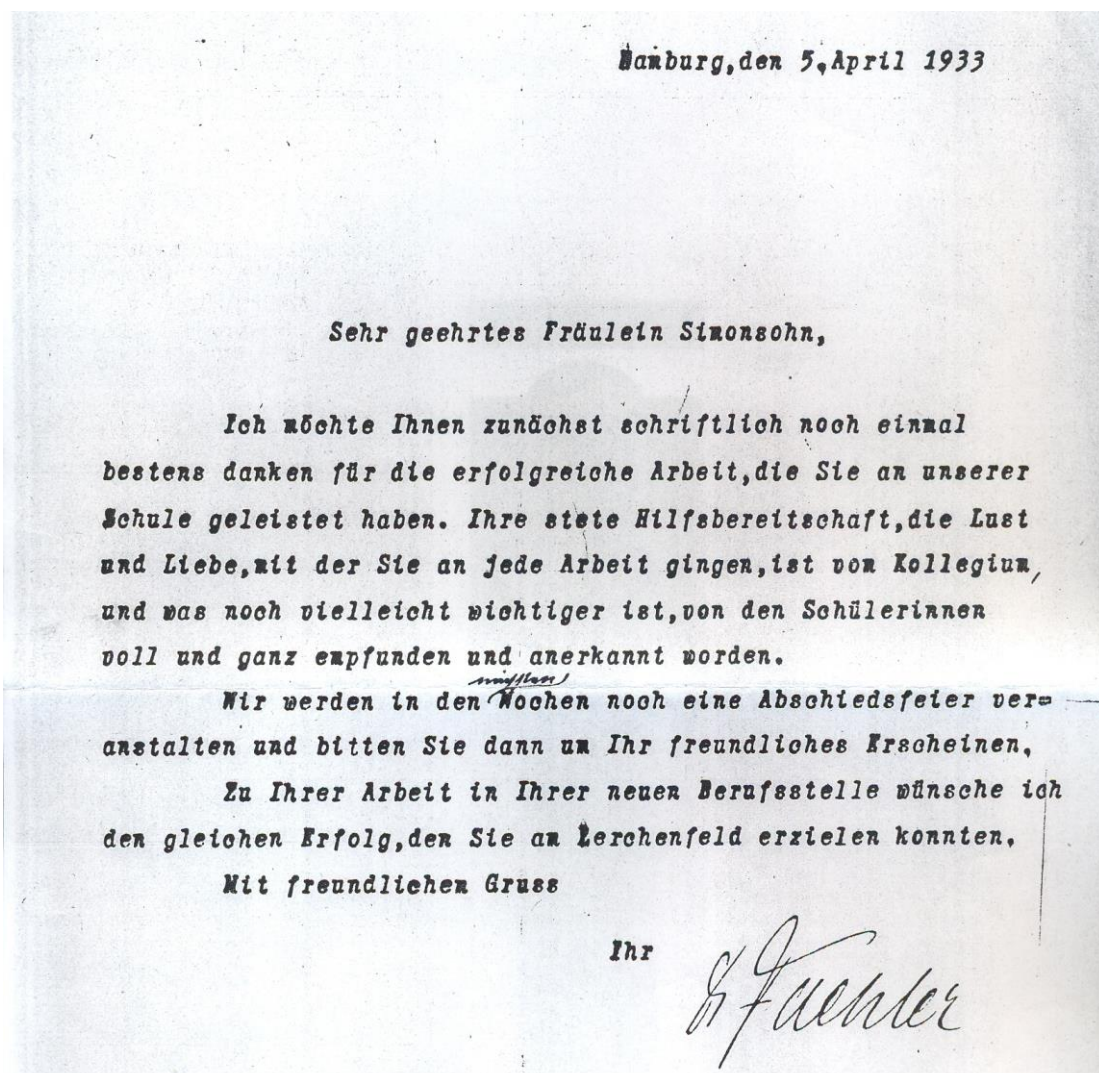 Hamburg,den 5.April 1933
Sehr geehrtes Fräulein Simonsohn,
Ich möchte Ihnen zunächst schriftlich noch einmal
bestens danken für die erfolgreiche Arbeit,die Sie an unserer
Schule geleistet haben. Ihre stete Hilfsbereitschaft,die Lust
und Liebe,mit der Sie an jede Arbeit gingen,ist vom Kollegium,
und was noch vielleicht wichtiger ist,von den Schülerinnen
voll und ganz empfunden und anerkannt worden.
nächsten
Wir werden in den Wochen noch eine Abschiedsfeier ver=
anstalten und bitten Sie dann um Ihr freundliches Erscheinen.
Zu Ihrer Arbeit in Ihrer neuen Berufsstelle wünsche ich
den gleichen Erfolg,den Sie am Lerchenfeld erzielen konnten.
Mit freundlichem Gruss
Ihr